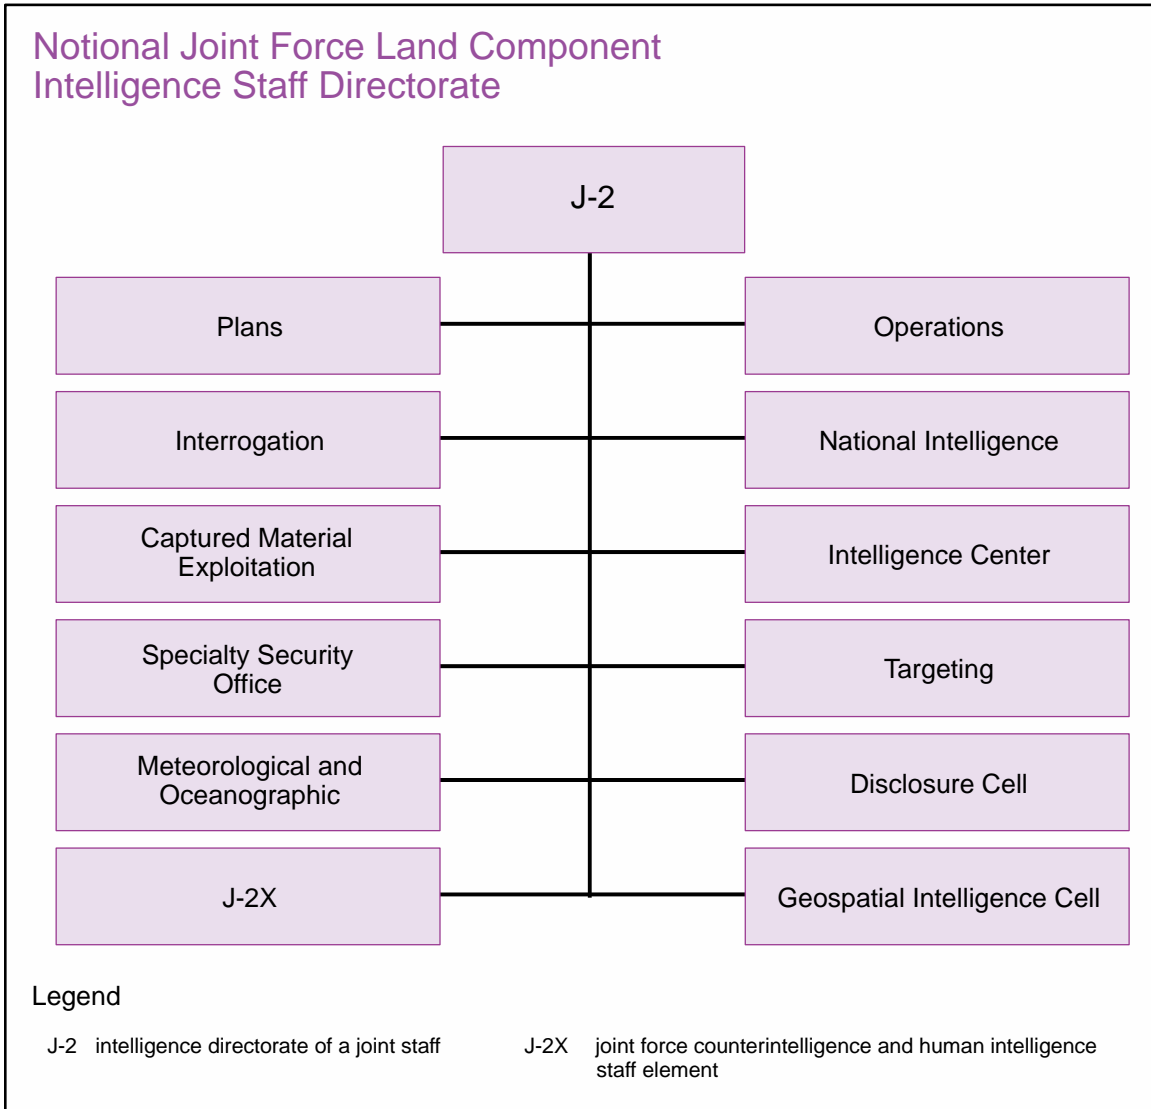 Notional Joint Force Land Component
Intelligence Staff Directorate
J-2
Plans
Operations
Interrogation
National Intelligence
Captured Material
Exploitation
Intelligence Center
Specialty Security
Office
Targeting
Meteorological and
Oceanographic
Disclosure Cell
J-2X
Geospatial Intelligence Cell
Legend
J-2 intelligence directorate of a joint staff
J-2X joint force counterintelligence and human intelligence
staff element